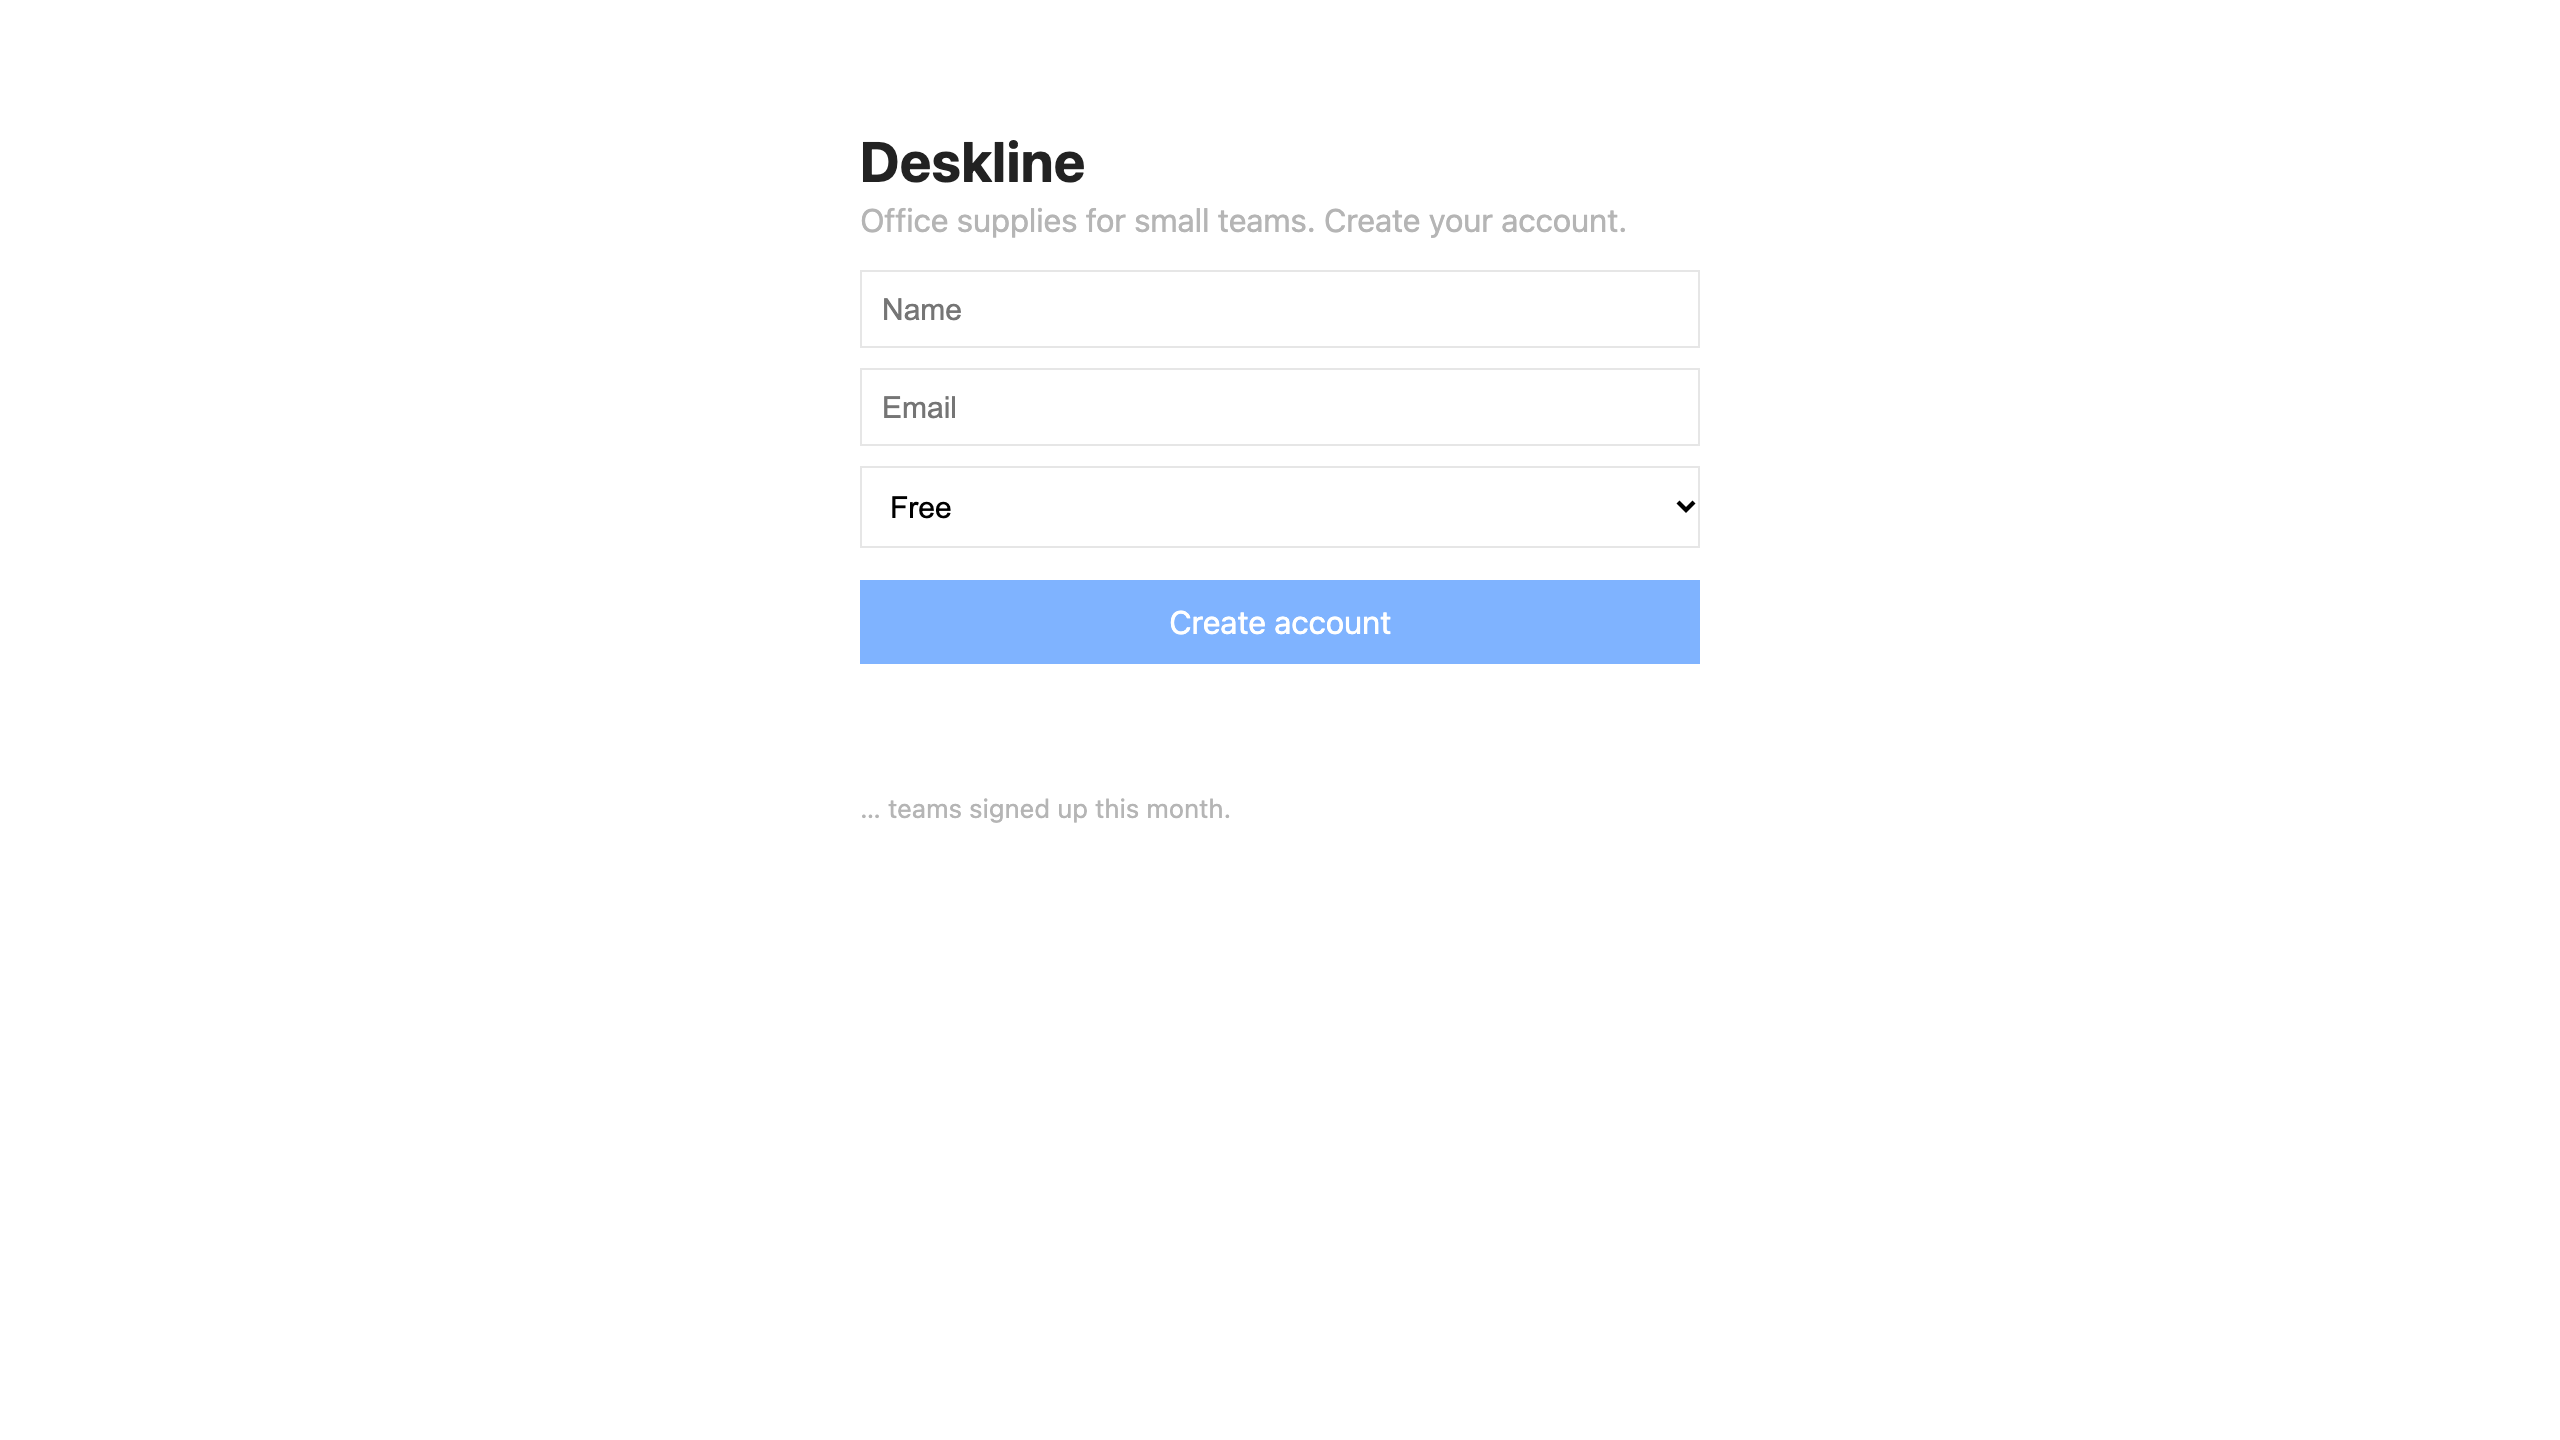 Deskline
Office supplies for small teams. Create your account.
Name
Email
Free
Create account
... teams signed up this month.